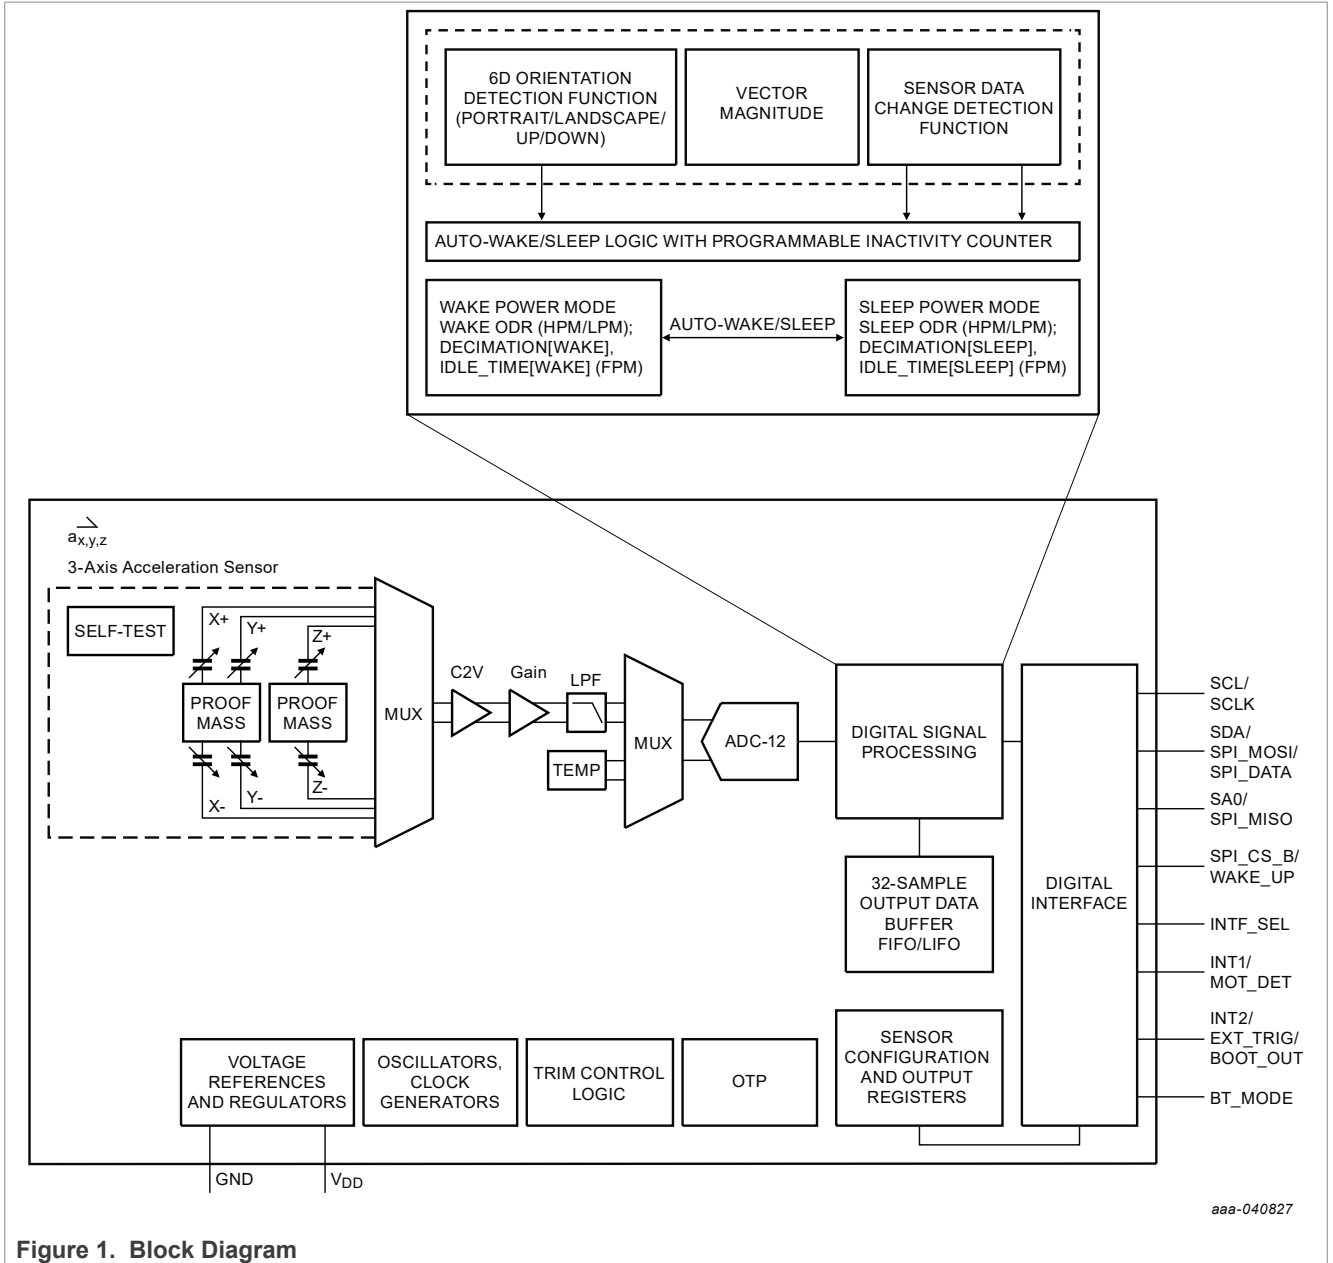 6D ORIENTATION
DETECTION FUNCTION
(PORTRAIT/LANDSCAPE/
UP/DOWN)
VECTOR
MAGNITUDE
SENSOR DATA
CHANGE DETECTION
FUNCTION
AUTO-WAKE/SLEEP LOGIC WITH PROGRAMMABLE INACTIVITY COUNTER
WAKE POWER MODE
WAKE ODR (HPM/LPM);
DECIMATION[WAKE],
IDLE_TIME[WAKE] (FPM)
AUTO-WAKE/SLEEP
SLEEP POWER MODE
SLEEP ODR (HPM/LPM);
DECIMATION[SLEEP],
IDLE_TIME[SLEEP] (FPM)
ax,y,z
3-Axis Acceleration Sensor
SELF-TEST
X+
Y+
Z+
PROOF
MASS
PROOF
MASS
X-
Y-
Z-
MUX
C2V
Gain
LPF
TEMP
MUX
ADC-12
DIGITAL SIGNAL
PROCESSING
32-SAMPLE
OUTPUT DATA
BUFFER
FIFO/LIFO
DIGITAL
INTERFACE
SCL/
SCLK
SDA/
SPI_MOSI/
SPI_DATA
SA0/
SPI_MISO
SPI_CS_B/
WAKE_UP
INTF_SEL
INT1/
MOT_DET
INT2/
EXT_TRIG/
BOOT_OUT
BT_MODE
VOLTAGE
REFERENCES
AND REGULATORS
OSCILLATORS,
CLOCK
GENERATORS
TRIM CONTROL
LOGIC
OTP
SENSOR
CONFIGURATION
AND OUTPUT
REGISTERS
GND
VDD
aaa-040827
Figure 1. Block Diagram